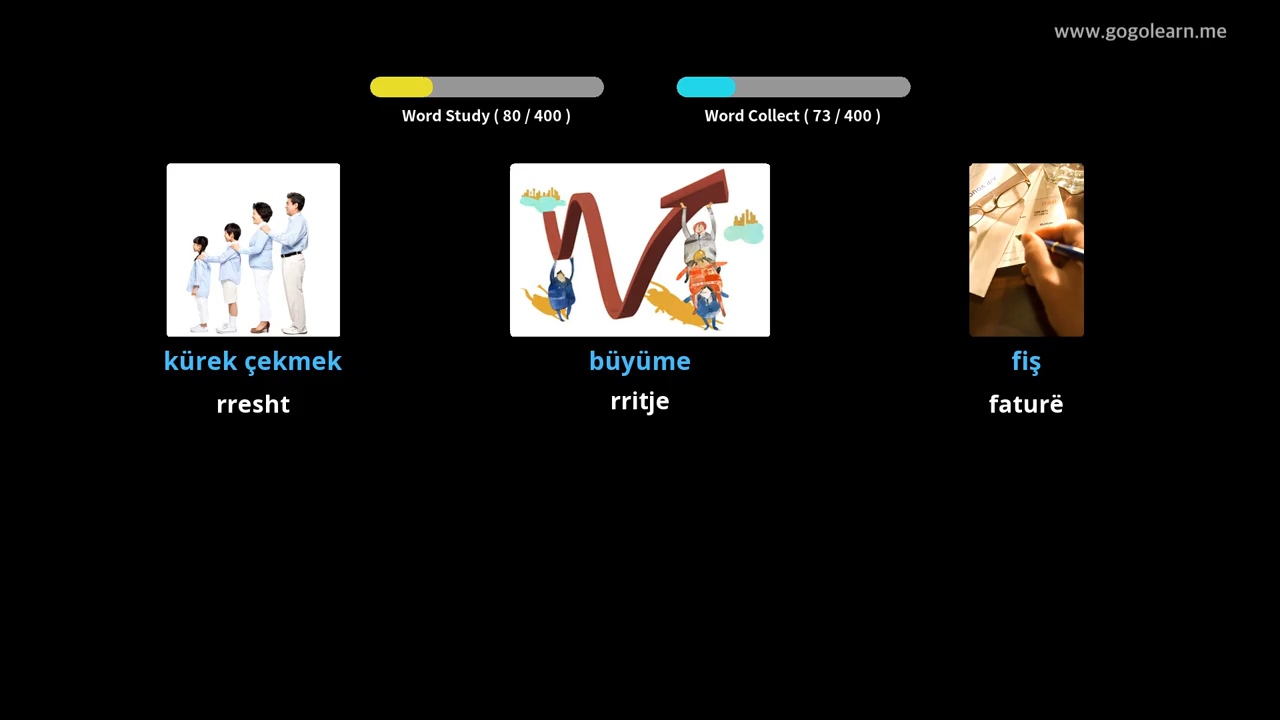 www.gogolearn.me
Word Study ( 80 / 400 )
Word Collect ( 73 / 400 )
kürek çekmek
rresht
büyüme
rritje
fiş
faturë